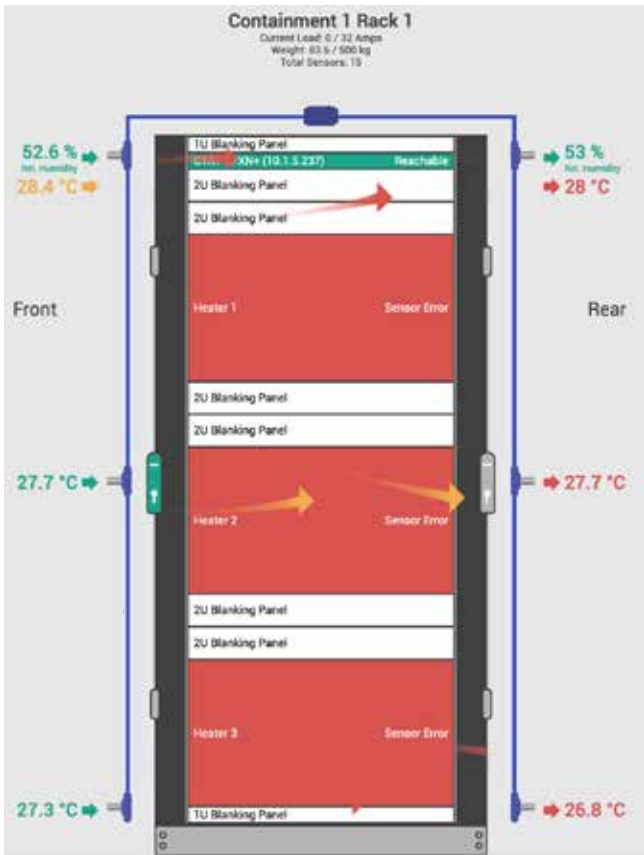 Containment 1 Rack 1
Current Load: 0 / 32 Amps
Weight: 83.6 / 500 kg
Total Sensors: 15
52.6 %
Rel. Humidity
28.4 °C
53 %
Rel. Humidity
28 °C
1U Blanking Panel
XN+ (10.1.5.237) Reachable
2U Blanking Panel
2U Blanking Panel
Front
Heater 1 Sensor Error
Rear
2U Blanking Panel
2U Blanking Panel
27.7 °C
27.7 °C
Heater 2 Sensor Error
2U Blanking Panel
2U Blanking Panel
Heater 3 Sensor Error
27.3 °C
26.8 °C
1U Blanking Panel